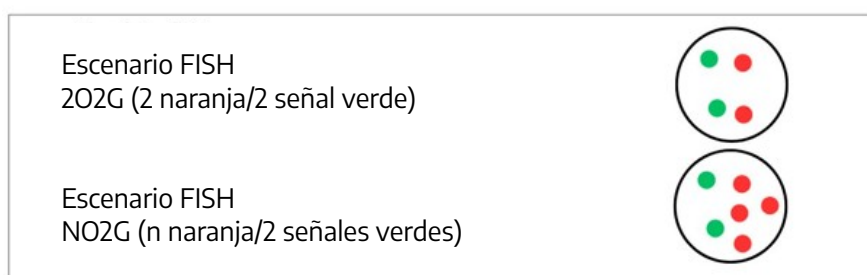 Escenario FISH
2O2G (2 naranja/2 señal verde)
Escenario FISH
NO2G (n naranja/2 señales verdes)